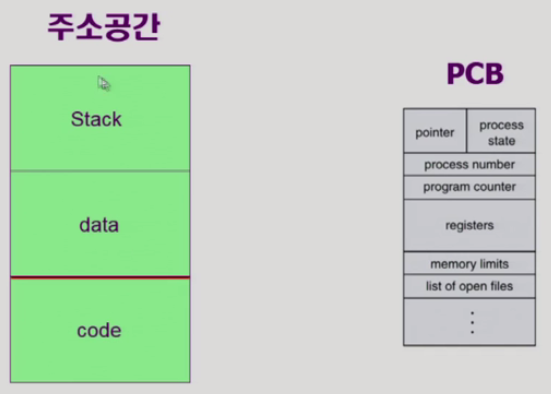 주소공간
Stack
data
code
PCB
pointer
process
state
process number
program counter
registers
memory limits
list of open files